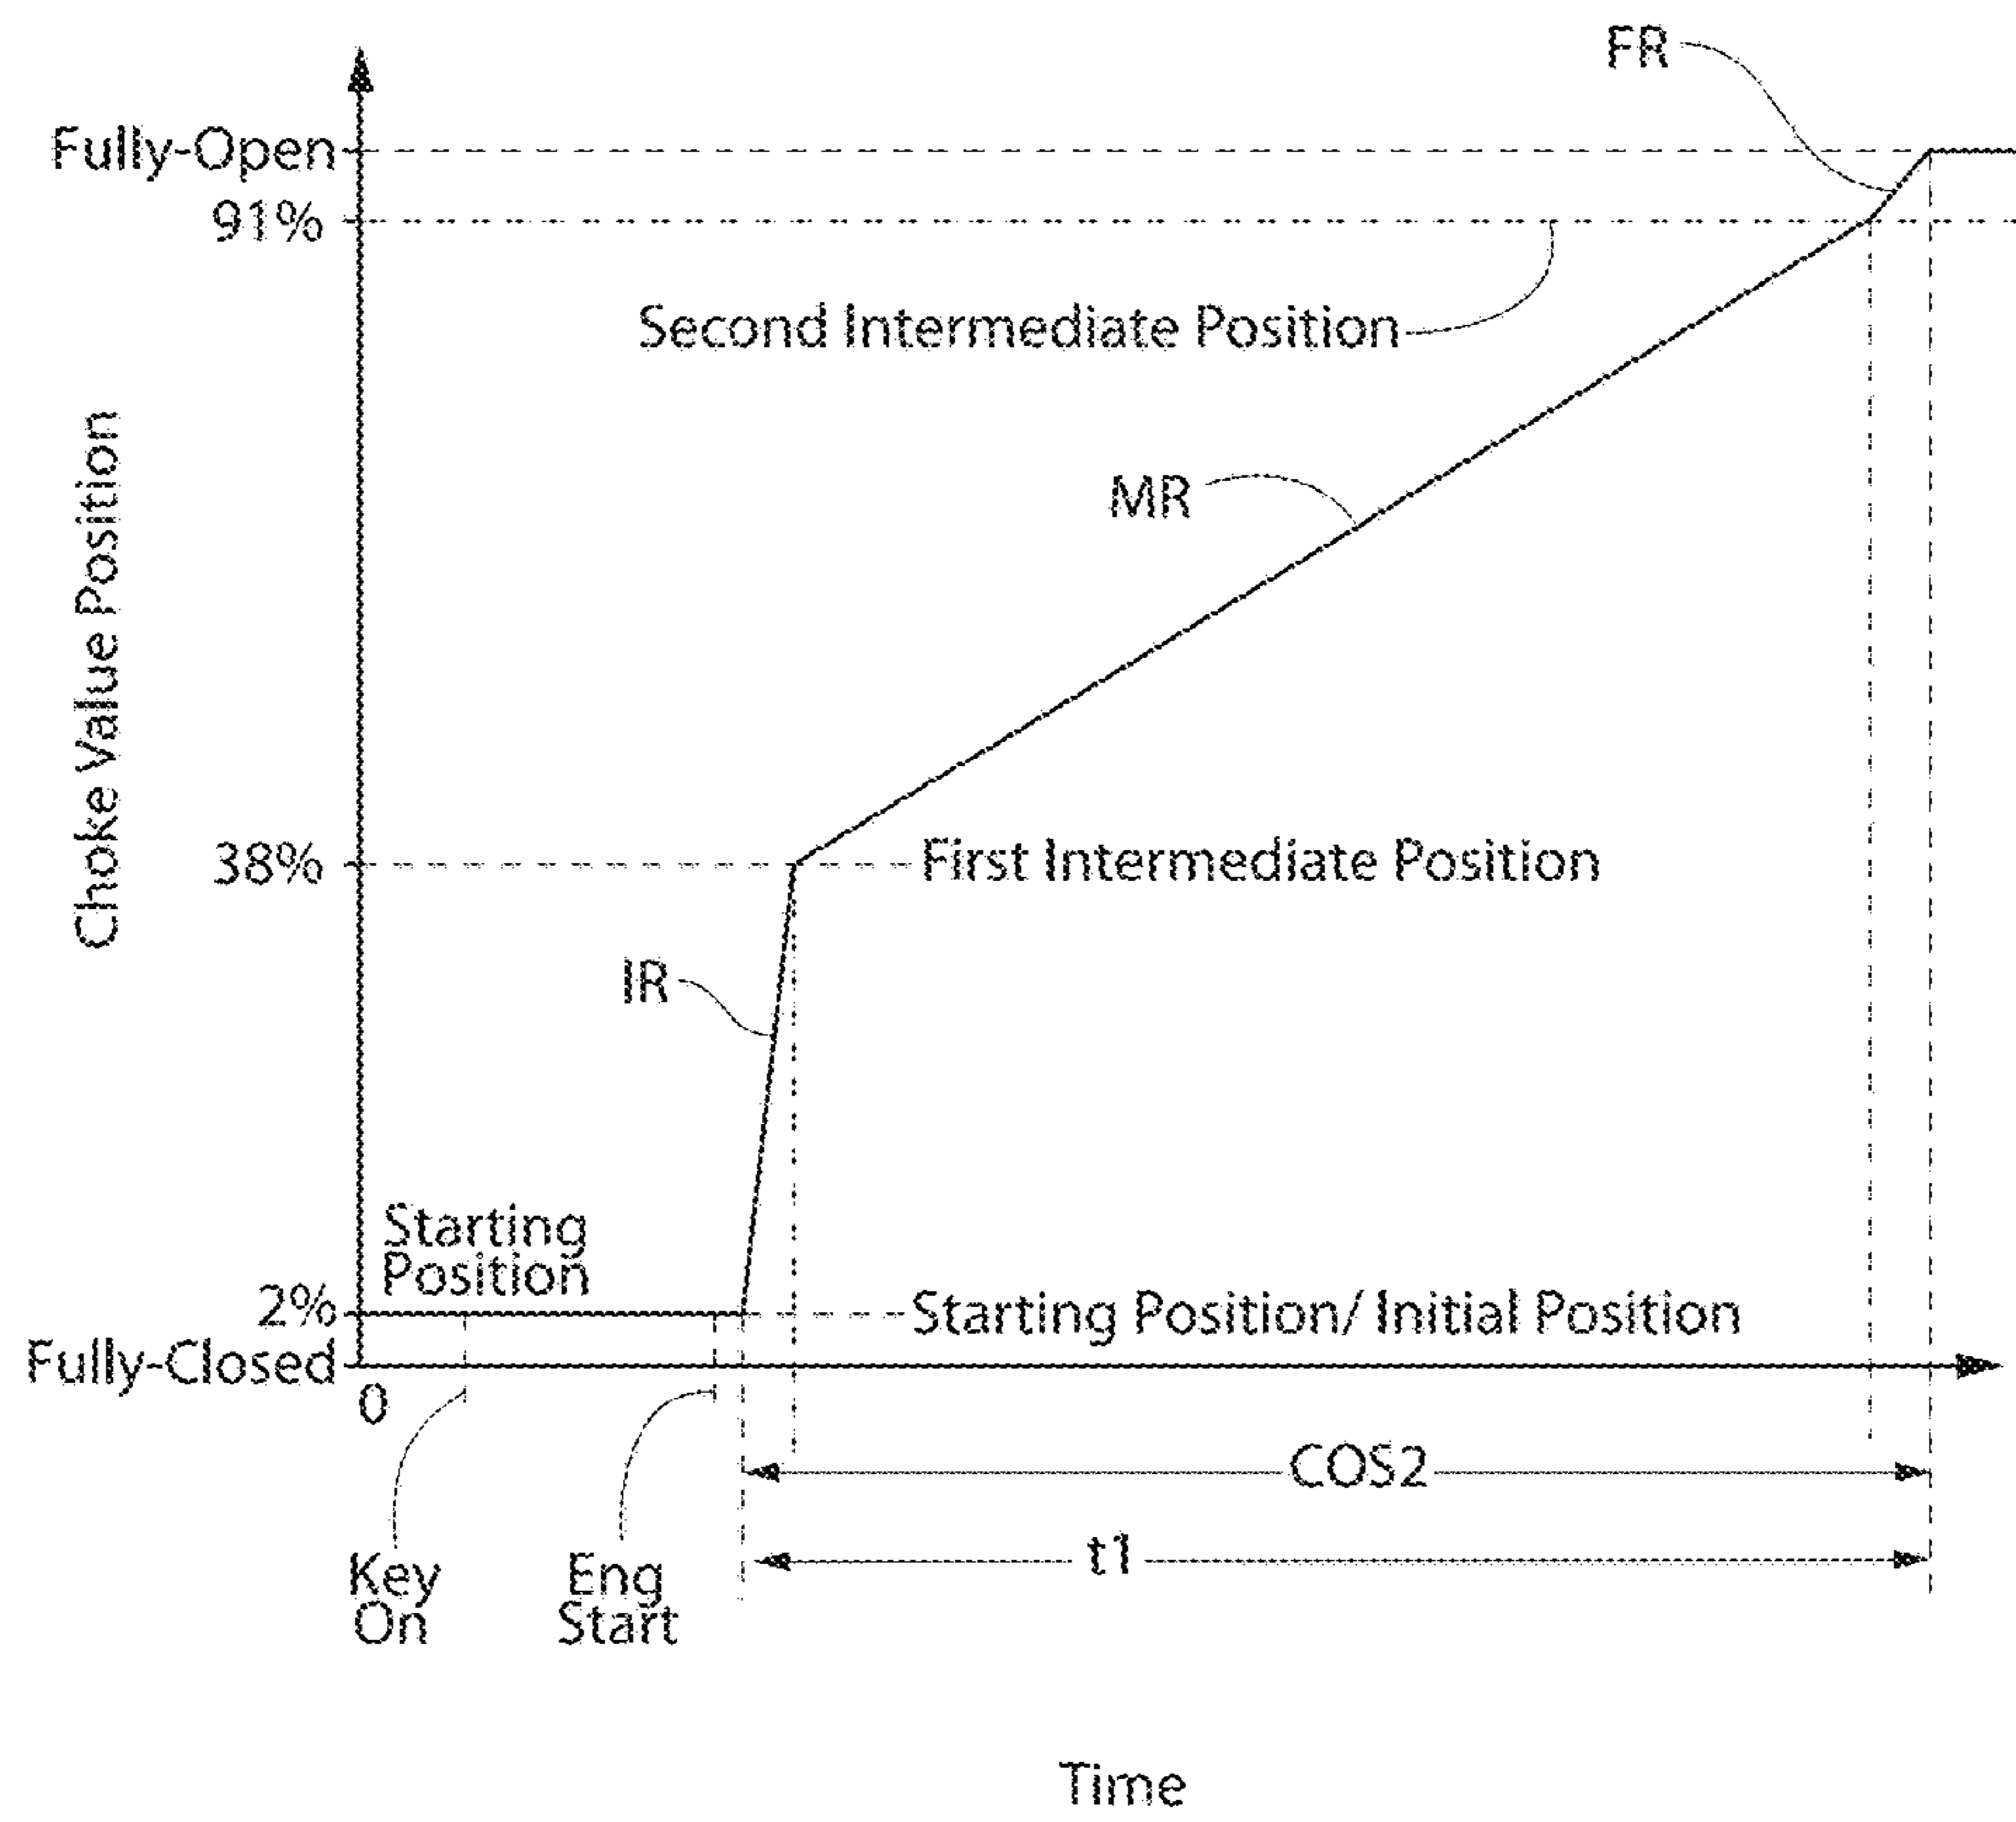 FR
Fully-Open
91%
Second Intermediate Position
MR
Choke Value Position
38%
First Intermediate Position
IR
Starting
Position
2%
Starting Position/ Initial Position
Fully-Closed
0
COS2
t1
Key
On
Eng
Start
Time